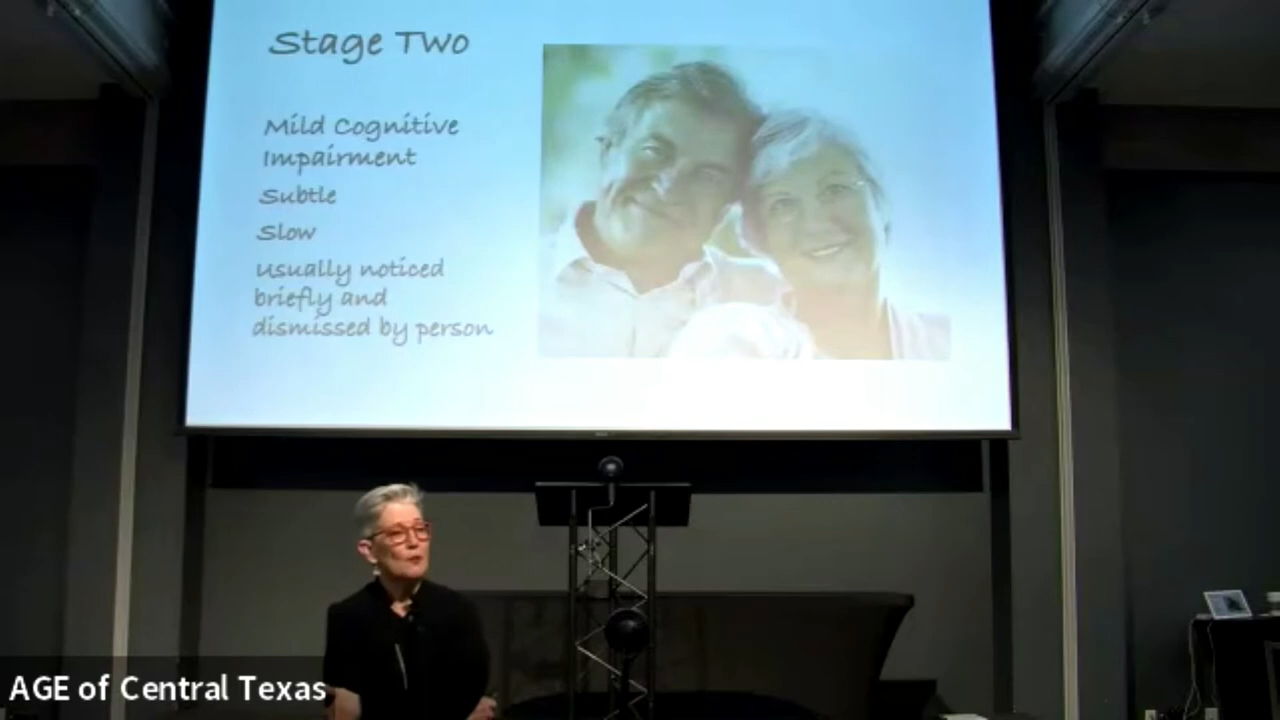 Stage Two
Mild Cognitive
Impairment
Subtle
Slow
Usually noticed
briefly and
dismissed by person
AGE of Central Texas